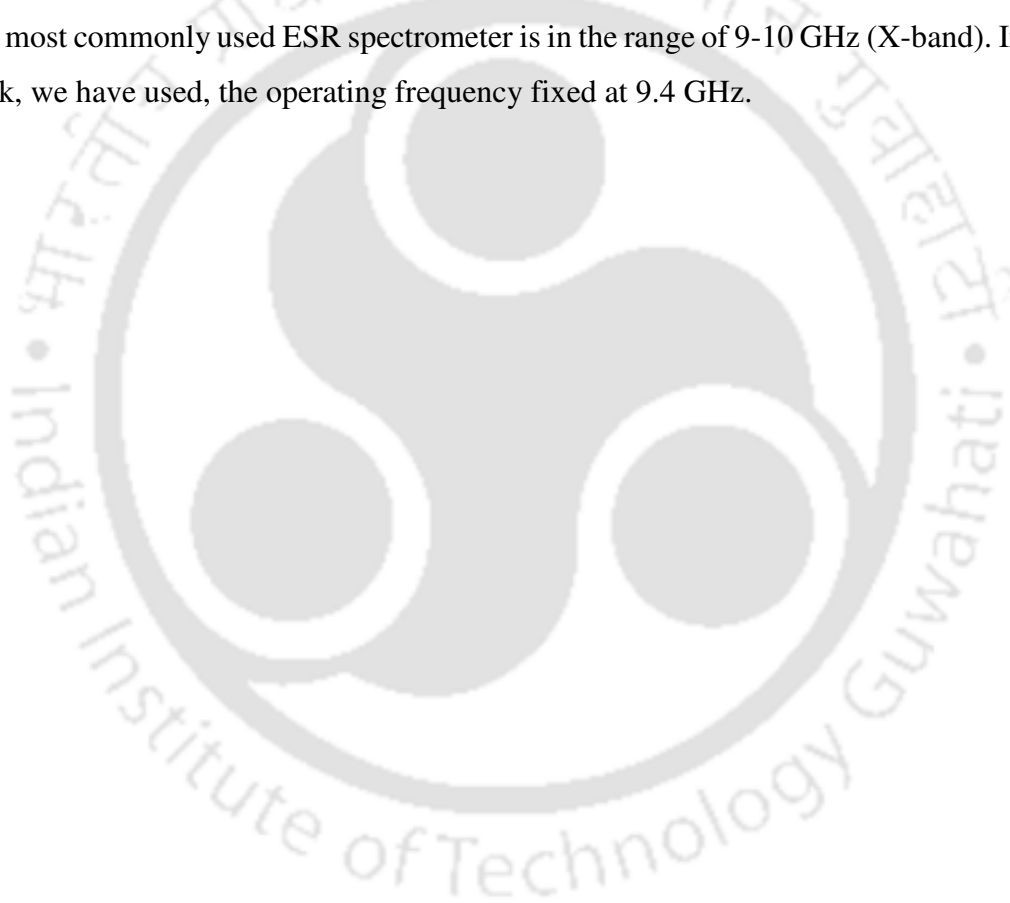 most commonly used ESR spectrometer is in the range of 9-10 GHz (X-band). I
k, we have used, the operating frequency fixed at 9.4 GHz.
Indian Institute of Technology Guwahati